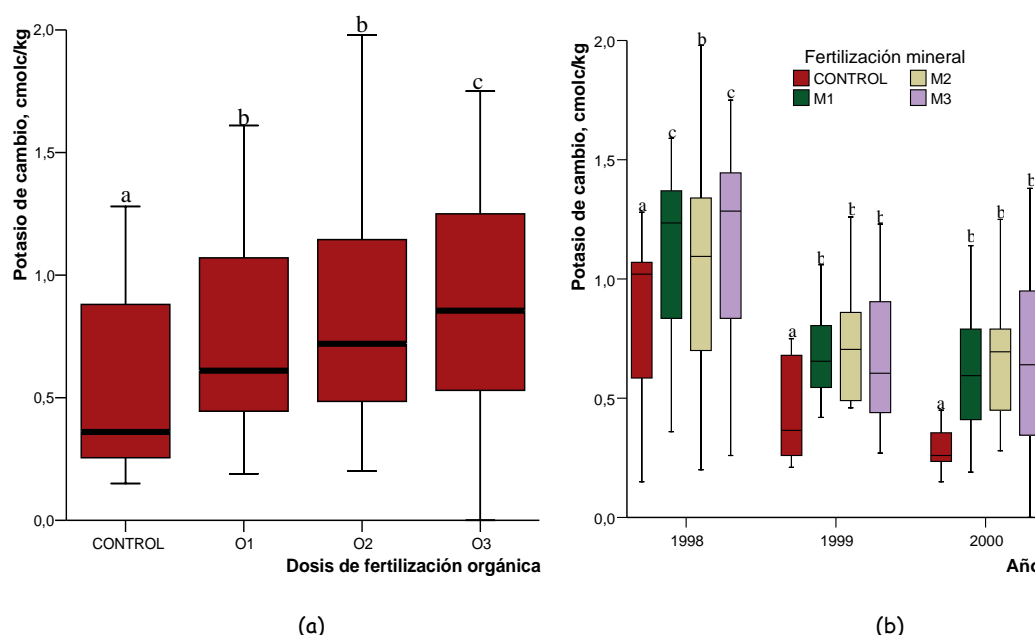 Potasio de cambio, cmolc/kg
2,0
1,5
1,0
0,5
0,0
a
b
b
c
CONTROL O1 O2 O3
Dosis de fertilización orgánica
(a)
Potasio de cambio, cmolc/kg
2,0
1,5
1,0
0,5
0,0
Fertilización mineral
CONTROL M2
M1 M3
a c b c
a b b b
a b b b
1998 1999 2000
Año
(b)